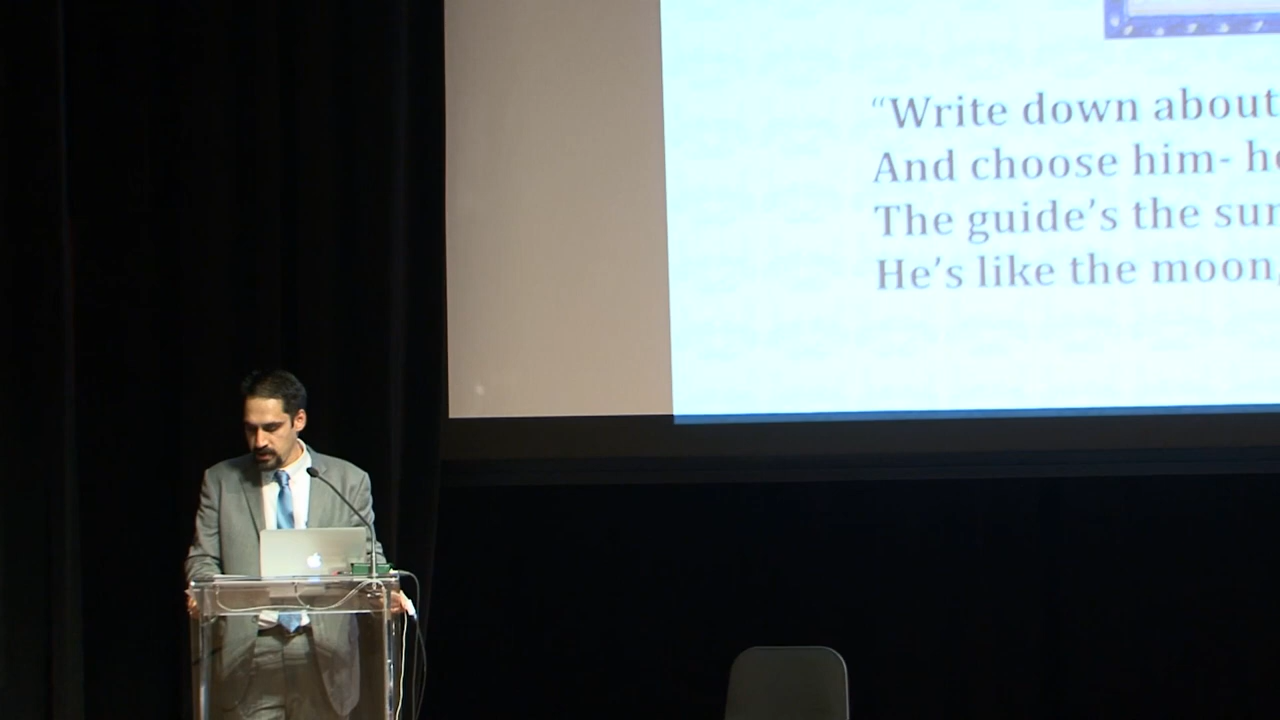 “Write down about
And choose him- h
The guide’s the su
He’s like the moon,